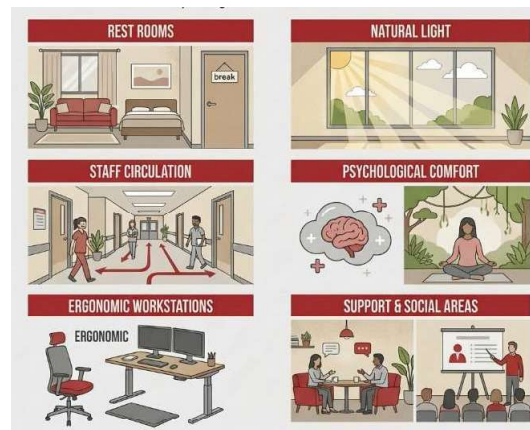 REST ROOMS
NATURAL LIGHT
break
STAFF CIRCULATION
PSYCHOLOGICAL COMFORT
ERGONOMIC WORKSTATIONS
SUPPORT & SOCIAL AREAS
ERGONOMIC